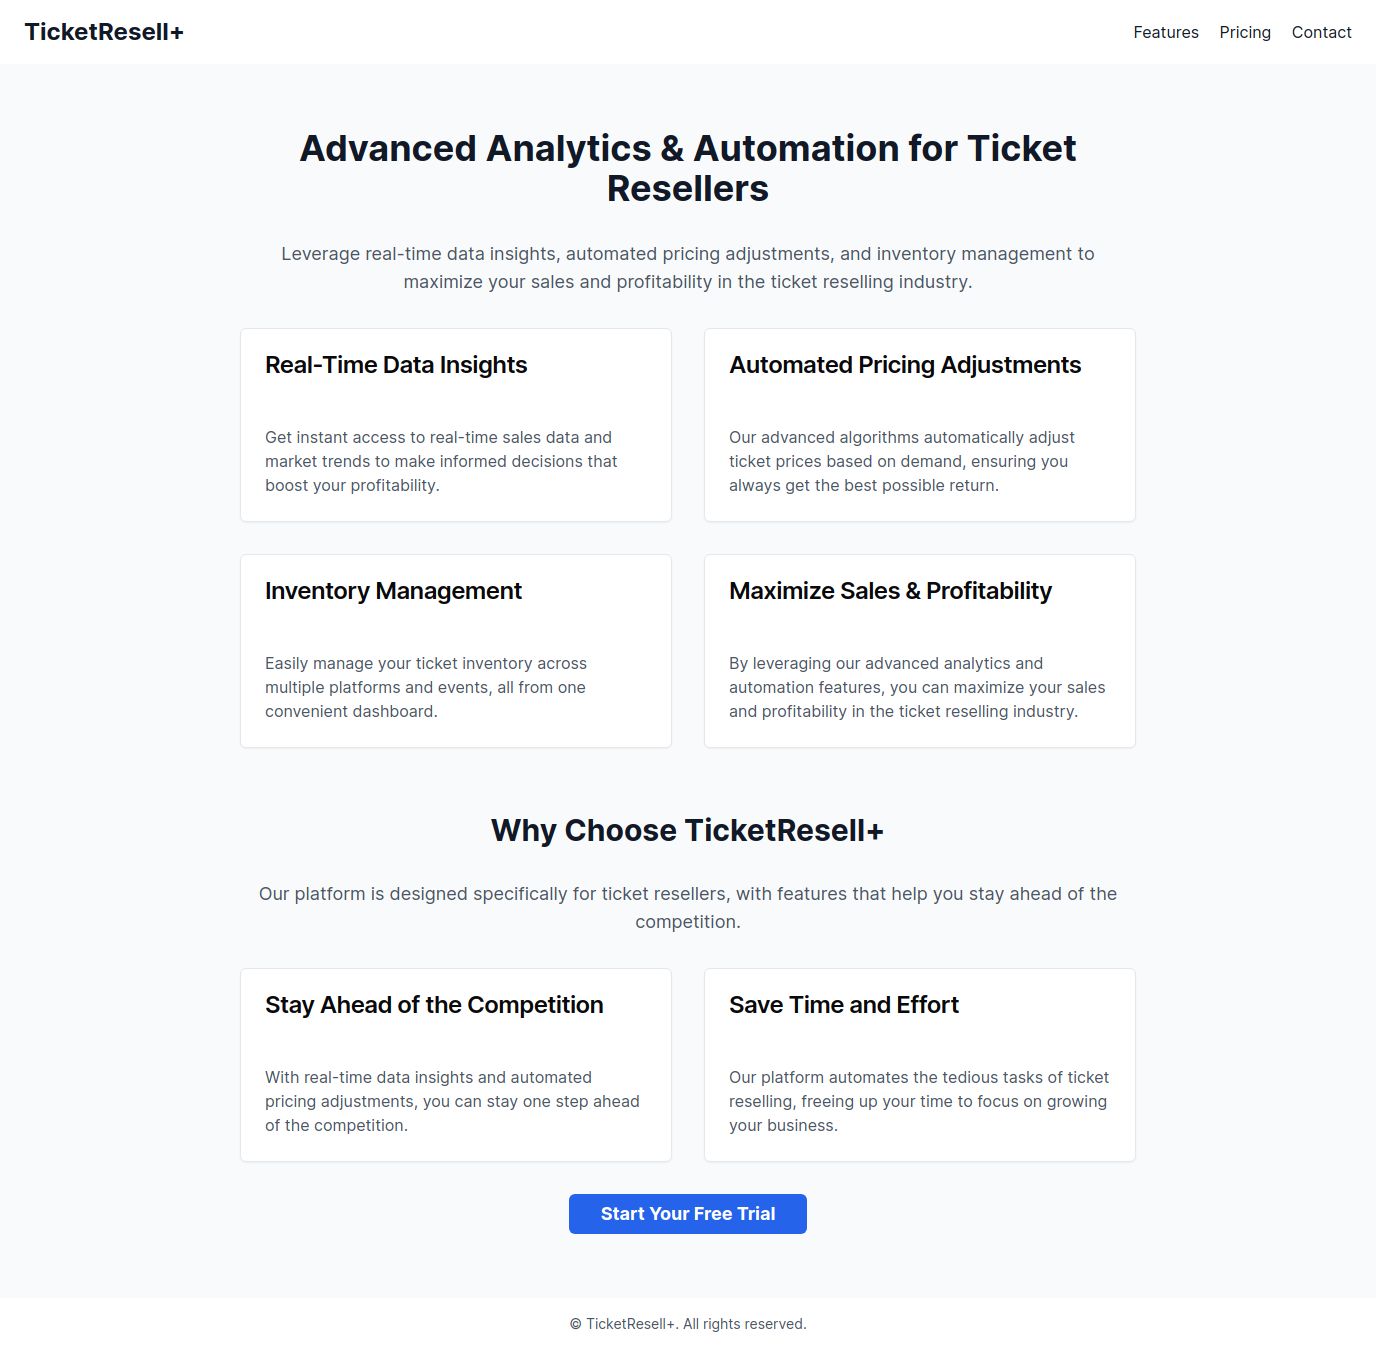 TicketResell+
Features Pricing Contact
Advanced Analytics & Automation for Ticket
Resellers
Leverage real-time data insights, automated pricing adjustments, and inventory management to
maximize your sales and profitability in the ticket reselling industry.
Real-Time Data Insights
Get instant access to real-time sales data and
market trends to make informed decisions that
boost your profitability.
Automated Pricing Adjustments
Our advanced algorithms automatically adjust
ticket prices based on demand, ensuring you
always get the best possible return.
Inventory Management
Easily manage your ticket inventory across
multiple platforms and events, all from one
convenient dashboard.
Maximize Sales & Profitability
By leveraging our advanced analytics and
automation features, you can maximize your sales
and profitability in the ticket reselling industry.
Why Choose TicketResell+
Our platform is designed specifically for ticket resellers, with features that help you stay ahead of the
competition.
Stay Ahead of the Competition
With real-time data insights and automated
pricing adjustments, you can stay one step ahead
of the competition.
Save Time and Effort
Our platform automates the tedious tasks of ticket
reselling, freeing up your time to focus on growing
your business.
Start Your Free Trial
© TicketResell+. All rights reserved.